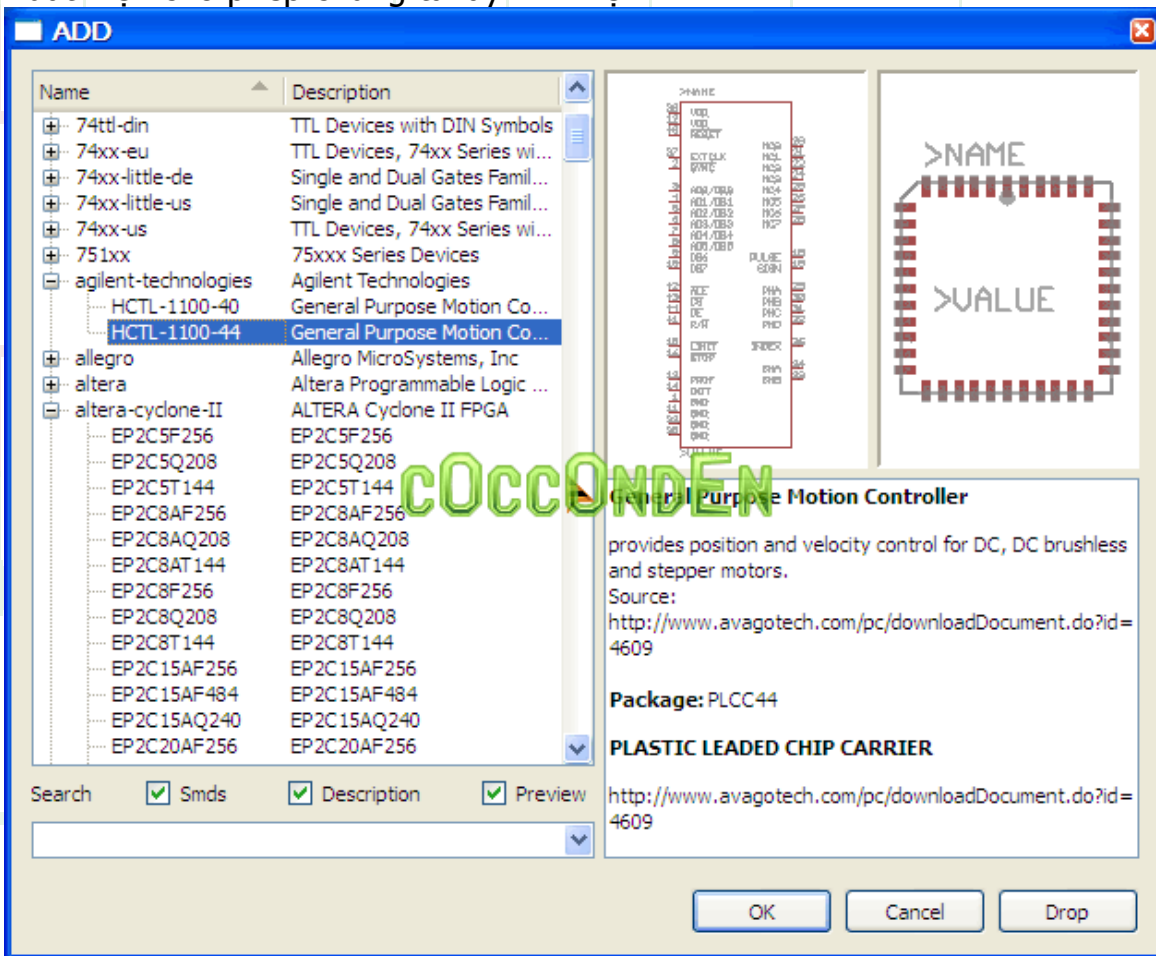 ADD
Name Description
74ttl-din TTL Devices with DIN Symbols
74xx-eu TTL Devices, 74xx Series wi...
74xx-little-de Single and Dual Gates Famil...
74xx-little-us Single and Dual Gates Famil...
74xx-us TTL Devices, 74xx Series wi...
751xx 75xxx Series Devices
agilent-technologies Agilent Technologies
HCTL-1100-40 General Purpose Motion Co...
HCTL-1100-44 General Purpose Motion Co...
allegro Allegro MicroSystems, Inc
altera Altera Programmable Logic ...
altera-cyclone-II ALTERA Cyclone II FPGA
EP2C5F256 EP2C5F256
EP2C5Q208 EP2C5Q208
EP2C5T144 EP2C5T144
EP2C8AF256 EP2C8AF256
EP2C8AQ208 EP2C8AQ208
EP2C8AT144 EP2C8AT144
EP2C8F256 EP2C8F256
EP2C8Q208 EP2C8Q208
EP2C8T144 EP2C8T144
EP2C15AF256 EP2C15AF256
EP2C15AF484 EP2C15AF484
EP2C15AQ240 EP2C15AQ240
EP2C20AF256 EP2C20AF256
Search Smds Description Preview
>NAME
>NAME
>VALUE
cOccOndEn
General Purpose Motion Controller
provides position and velocity control for DC, DC brushless
and stepper motors.
Source:
http://www.avagotech.com/pc/downloadDocument.do?id=
4609
Package: PLCC44
PLASTIC LEADED CHIP CARRIER
http://www.avagotech.com/pc/downloadDocument.do?id=
4609
OK Cancel Drop